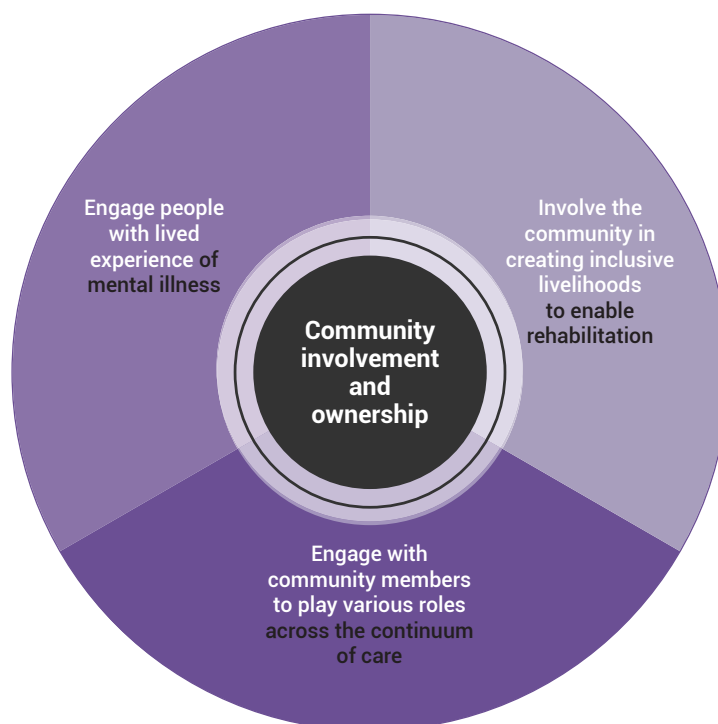 Engage people
with lived
experience of
mental illness
Involve the
community in
creating inclusive
livelihoods
to enable
rehabilitation
Community
involvement
and
ownership
Engage with
community members
to play various roles
across the continuum
of care